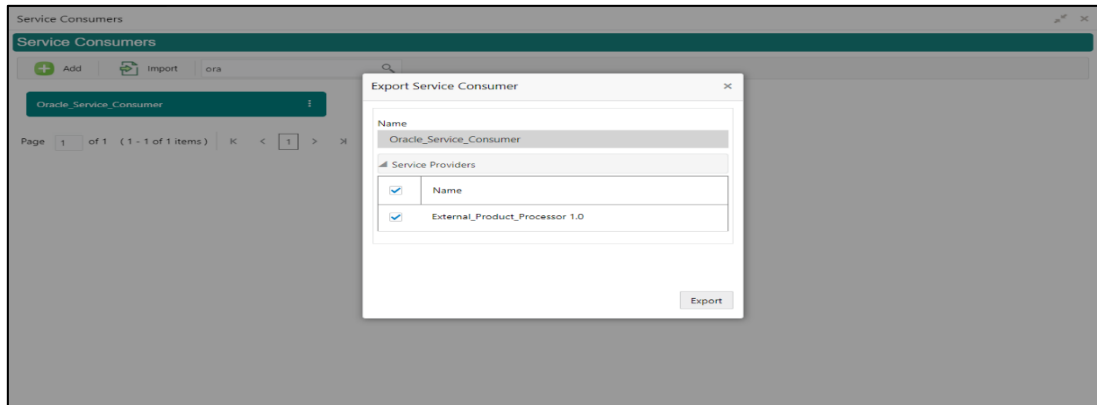 Service Consumers
Service Consumers
Add Import ora
Oracle_Service_Consumer
Page 1 of 1 (1 - 1 of 1 items) K < 1 > >|
Export Service Consumer ×
Name
Oracle_Service_Consumer
Service Providers
Name
External_Product_Processor 1.0
Export